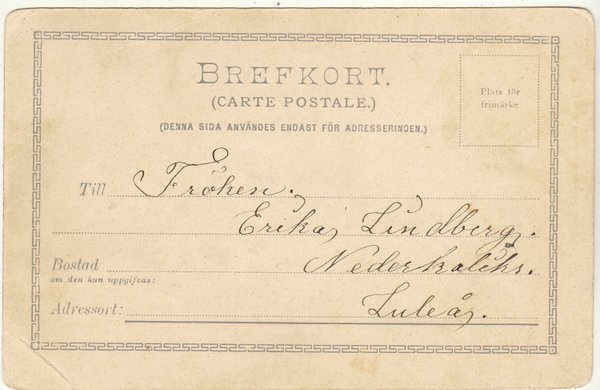 BREFKORT.
(CARTE POSTALE.)
Plats för frimärke
(DENNA SIDA ANVÄNDES ENDAST FÖR ADRESSERINGEN.)
Till Fröken.
Erika Lindberg.
Bostad Nederkalix.
om den kan uppgifvas:
Adressort: Luleå.